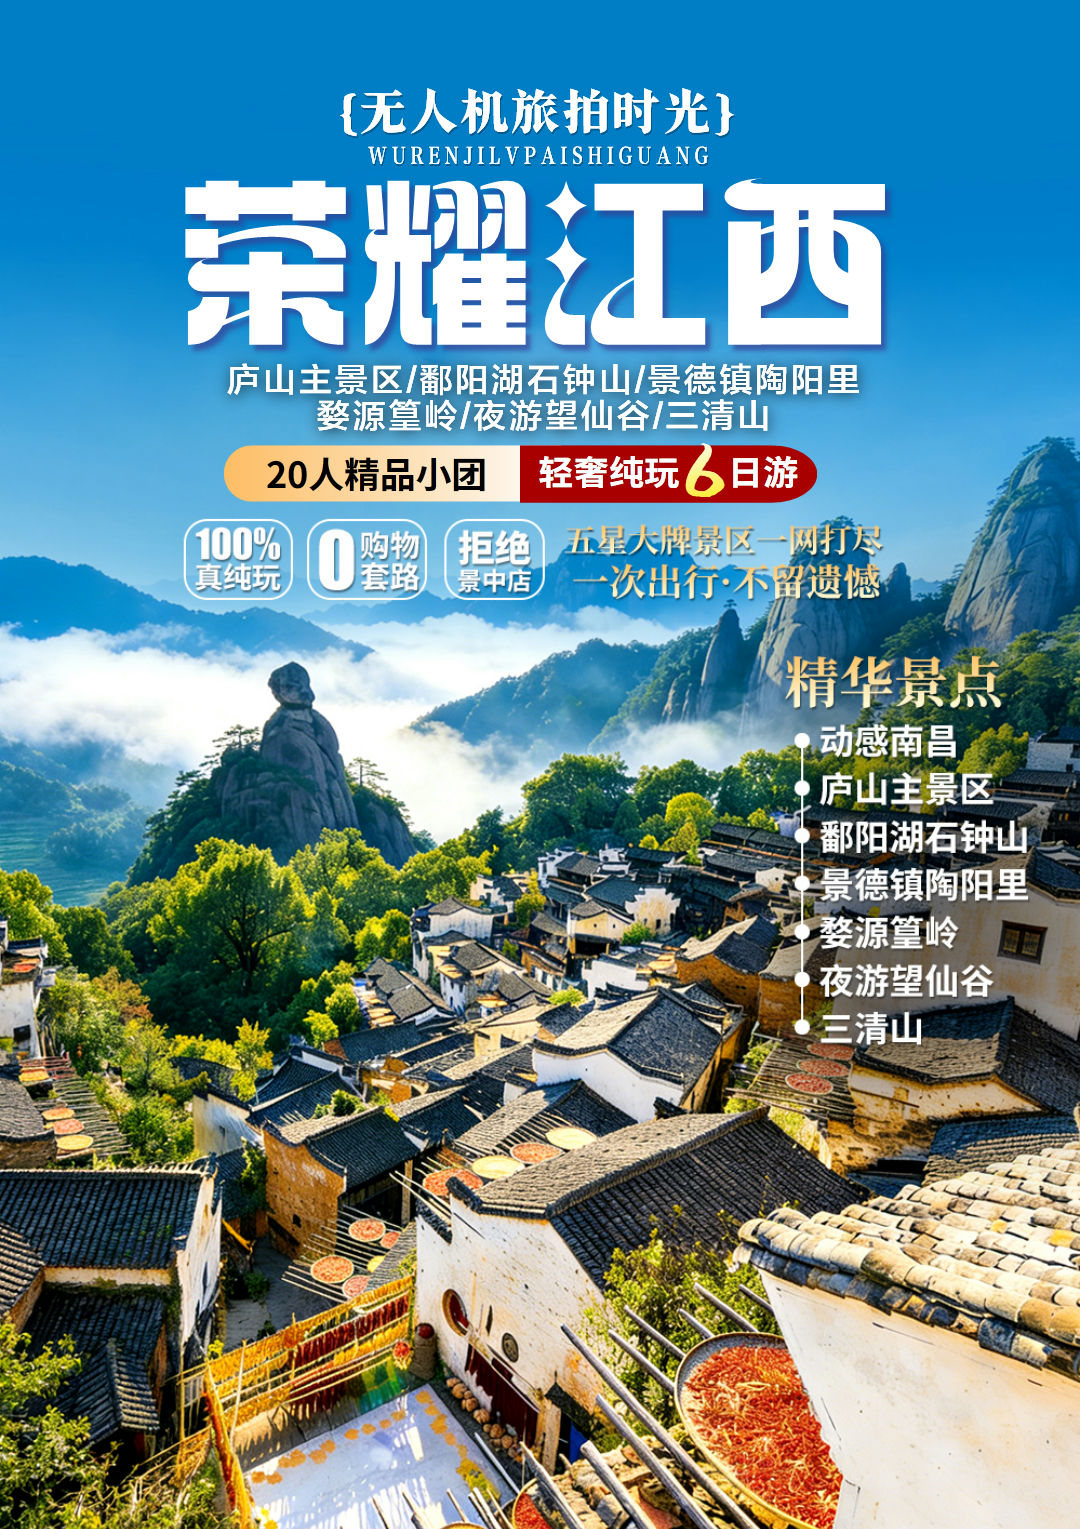 {无人机旅拍时光}
WURENJILVPAISHIGUANG
荣耀江西
庐山主景区/鄱阳湖石钟山/景德镇陶阳里
婺源篁岭/夜游望仙谷/三清山
20人精品小团 轻奢纯玩6日游
100%
真纯玩
0购物
套路
拒绝
景中店
五星大牌景区一网打尽
一次出行·不留遗憾
精华景点
动感南昌
庐山主景区
鄱阳湖石钟山
景德镇陶阳里
婺源篁岭
夜游望仙谷
三清山